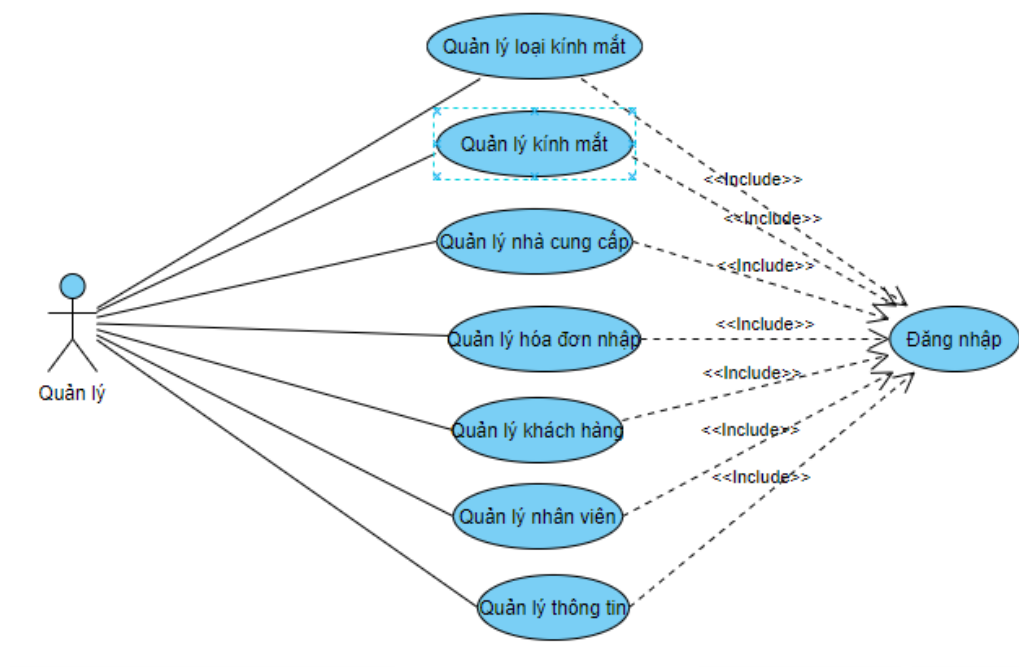 Quản lý loại kính mắt
Quản lý kính mắt
<<Include>>
<<Include>>
Quản lý nhà cung cấp
<<Include>>
Quản lý hóa đơn nhập
<<Include>>
Đăng nhập
Quản lý
<<Include>>
Quản lý khách hàng
<<Include>>
<<Include>>
Quản lý nhân viên
Quản lý thông tin